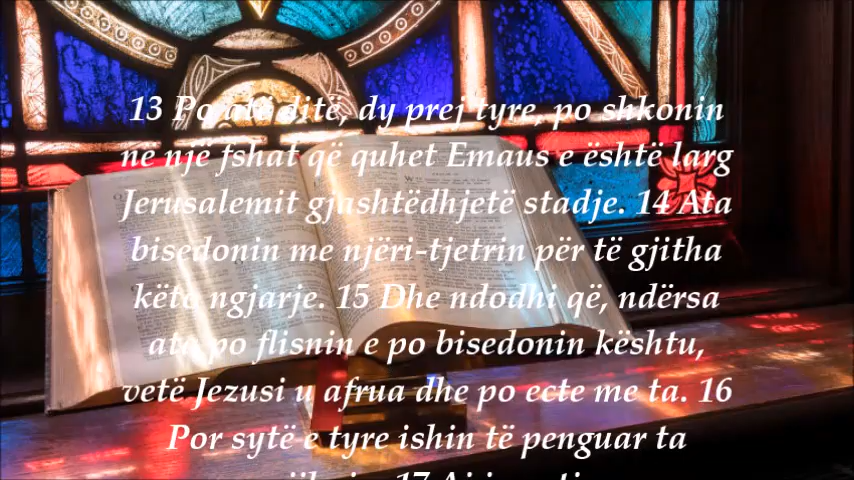 13 Po atë ditë, dy prej tyre, po shkonin
në një fshat që quhet Emaus e është larg
Jerusalemit gjashtëdhjetë stadje. 14 Ata
bisedonin me njëri-tjetrin për të gjitha
këto ngjarje. 15 Dhe ndodhi që, ndërsa
ata po flisnin e po bisedonin kështu,
vetë Jezusi u afrua dhe po ecte me ta. 16
Por sytë e tyre ishin të penguar ta
17